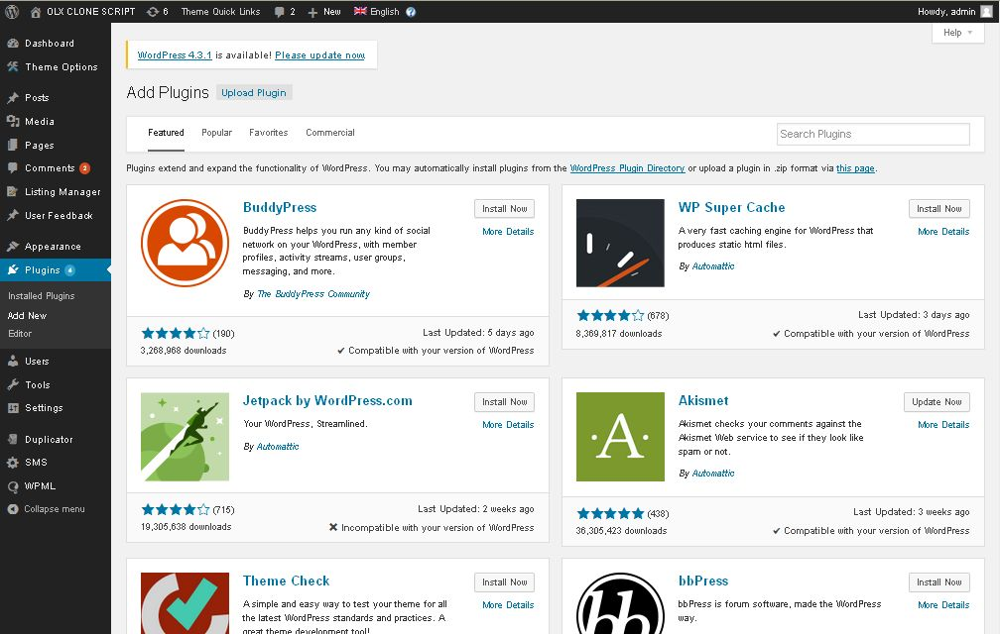 OLX CLONE SCRIPT 6 Theme Quick Links 2 New English Howdy, admin
Help
Dashboard
Theme Options
Posts
Media
Pages
Comments 2
Listing Manager
User Feedback
Appearance
Plugins 4
Installed Plugins
Add New
Editor
Users
Tools
Settings
Duplicator
SMS
WPML
Collapse menu
WordPress 4.3.1 is available! Please update now.
Add Plugins Upload Plugin
Featured Popular Favorites Commercial Search Plugins
Plugins extend and expand the functionality of WordPress. You may automatically install plugins from the WordPress Plugin Directory or upload a plugin in .zip format via this page.
BuddyPress
Install Now
More Details
BuddyPress helps you run any kind of social
network on your WordPress, with member
profiles, activity streams, user groups,
messaging, and more.
By The BuddyPress Community
(190)
3,268,968 downloads
Last Updated: 5 days ago
Compatible with your version of WordPress
WP Super Cache
Install Now
More Details
A very fast caching engine for WordPress that
produces static html files.
By Automattic
(678)
8,369,817 downloads
Last Updated: 3 days ago
Compatible with your version of WordPress
Jetpack by WordPress.com
Install Now
More Details
Your WordPress, Streamlined.
By Automattic
(715)
19,305,638 downloads
Last Updated: 2 weeks ago
Incompatible with your version of WordPress
A
Akismet
Update Now
More Details
Akismet checks your comments against the
Akismet Web service to see if they look like
spam or not.
By Automattic
(438)
36,305,423 downloads
Last Updated: 3 weeks ago
Compatible with your version of WordPress
Theme Check
Install Now
More Details
A simple and easy way to test your theme for all
the latest WordPress standards and practices. A
great theme development tool!
bb
bbPress
Install Now
More Details
bbPress is forum software, made the WordPress
way.